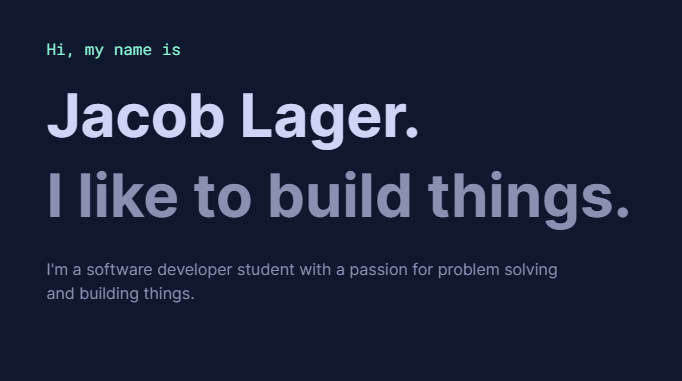 Hi, my name is
Jacob Lager.
I like to build things.
I'm a software developer student with a passion for problem solving
and building things.